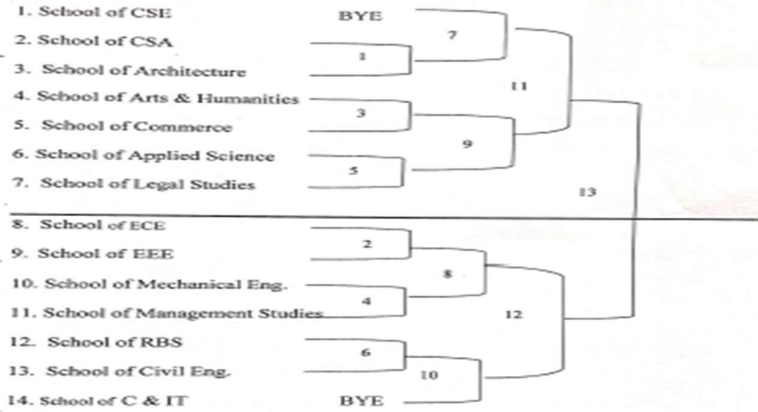 1. School of CSE BYE 7
2. School of CSA
1
3. School of Architecture
11
4. School of Arts & Humanities
3
5. School of Commerce
9
6. School of Applied Science
5
7. School of Legal Studies
13
8. School of ECE
2
9. School of EEE
8
10. School of Mechanical Eng.
4
11. School of Management Studies 12
12. School of RBS
6
13. School of Civil Eng. 10
14. School of C & IT BYE